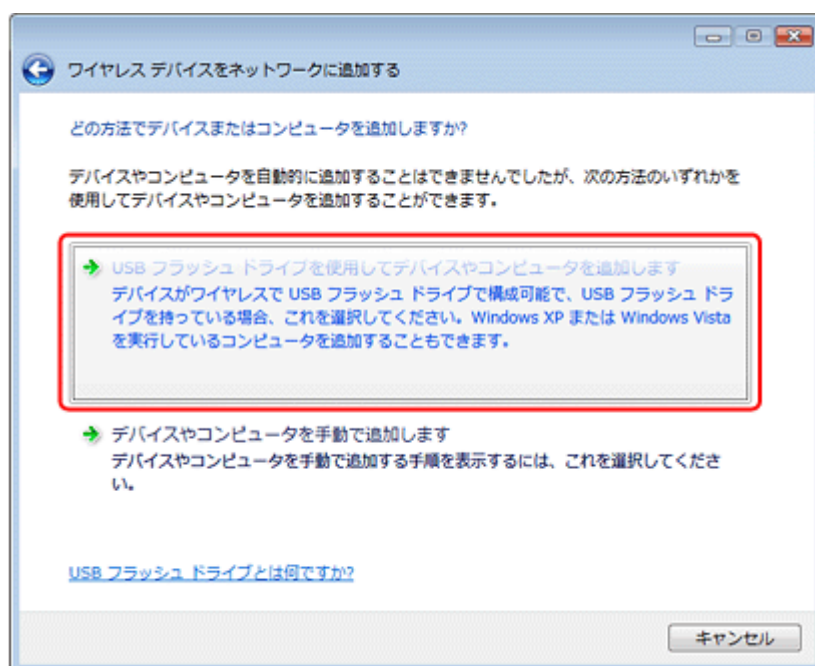 ワイヤレス デバイスをネットワークに追加する
どの方法でデバイスまたはコンピュータを追加しますか?
デバイスやコンピュータを自動的に追加することはできませんでしたが、次の方法のいずれかを
使用してデバイスやコンピュータを追加することができます。
USB フラッシュ ドライブを使用してデバイスやコンピュータを追加します
デバイスがワイヤレスで USB フラッシュ ドライブで構成可能で、USB フラッシュ ドラ
イブを持っている場合、これを選択してください。Windows XP または Windows Vista
を実行しているコンピュータを追加することもできます。
デバイスやコンピュータを手動で追加します
デバイスやコンピュータを手動で追加する手順を表示するには、これを選択してくださ
い。
USB フラッシュ ドライブとは何ですか?
キャンセル